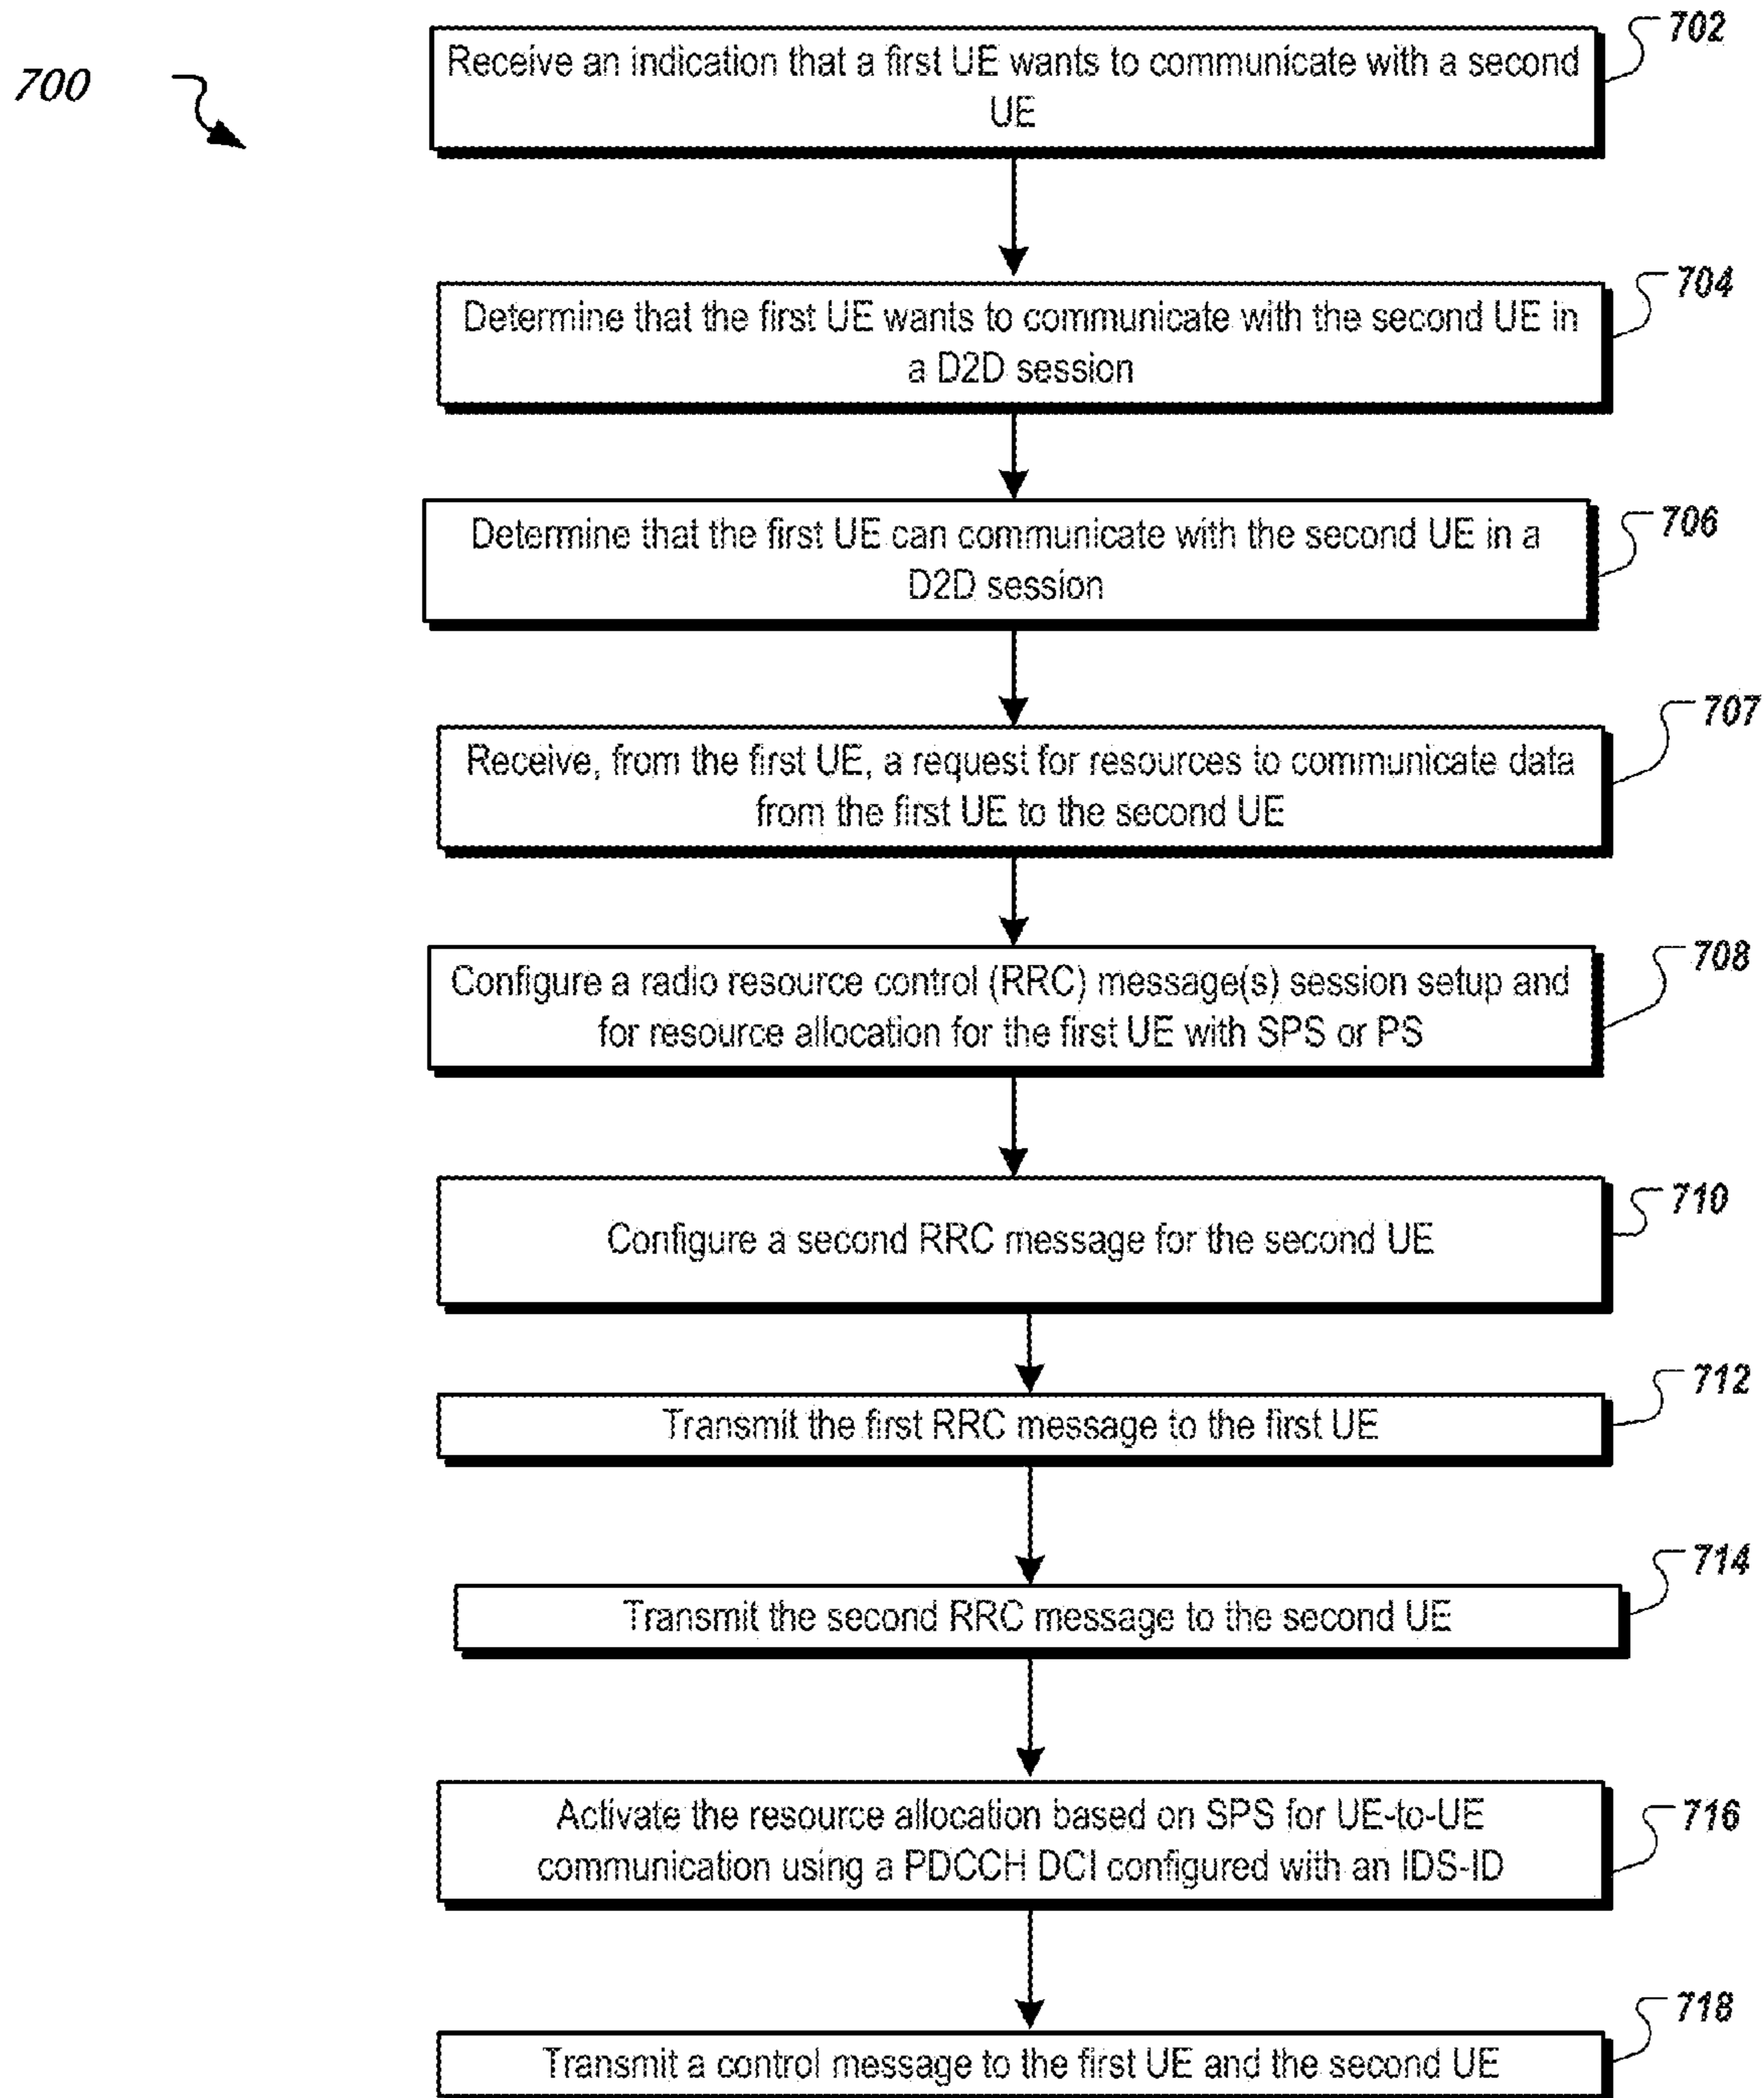 700
702
Receive an indication that a first UE wants to communicate with a second
UE
704
Determine that the first UE wants to communicate with the second UE in
a D2D session
706
Determine that the first UE can communicate with the second UE in a
D2D session
707
Receive, from the first UE, a request for resources to communicate data
from the first UE to the second UE
708
Configure a radio resource control (RRC) message(s) session setup and
for resource allocation for the first UE with SPS or PS
710
Configure a second RRC message for the second UE
712
Transmit the first RRC message to the first UE
714
Transmit the second RRC message to the second UE
716
Activate the resource allocation based on SPS for UE-to-UE
communication using a PDCCH DCI configured with an IDS-ID
718
Transmit a control message to the first UE and the second UE